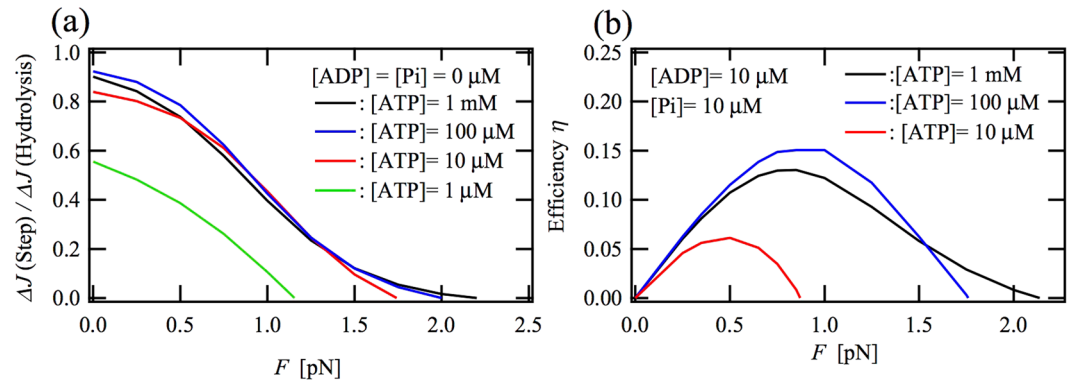 (a)
ΔJ (Step) / ΔJ (Hydrolysis)
1.0
0.8
0.6
0.4
0.2
0.0
[ADP] = [Pi] = 0 μM
: [ATP]= 1 mM
: [ATP]= 100 μM
: [ATP]= 10 μM
: [ATP]= 1 μM
0.0 0.5 1.0 1.5 2.0 2.5
F [pN]
(b)
Efficiency η
0.25
0.20
0.15
0.10
0.05
0.00
[ADP]= 10 μM
[Pi]= 10 μM
:[ATP]= 1 mM
:[ATP]= 100 μM
: [ATP]= 10 μM
0.0 0.5 1.0 1.5 2.0
F [pN]